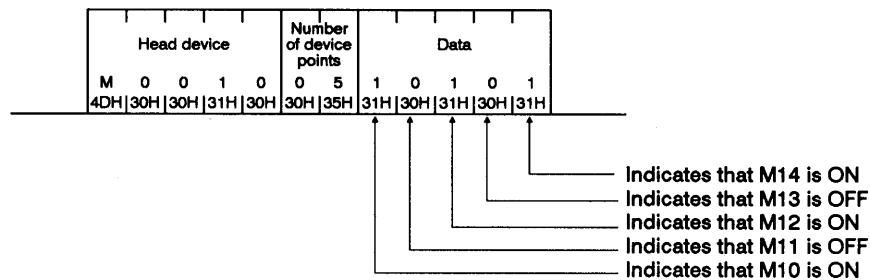 Head device
Number
of device
points
Data
M 0 0 1 0 0 5 1 0 1 0 1
4DH 30H 30H 31H 30H 30H 35H 31H 30H 31H 30H 31H
Indicates that M14 is ON
Indicates that M13 is OFF
Indicates that M12 is ON
Indicates that M11 is OFF
Indicates that M10 is ON